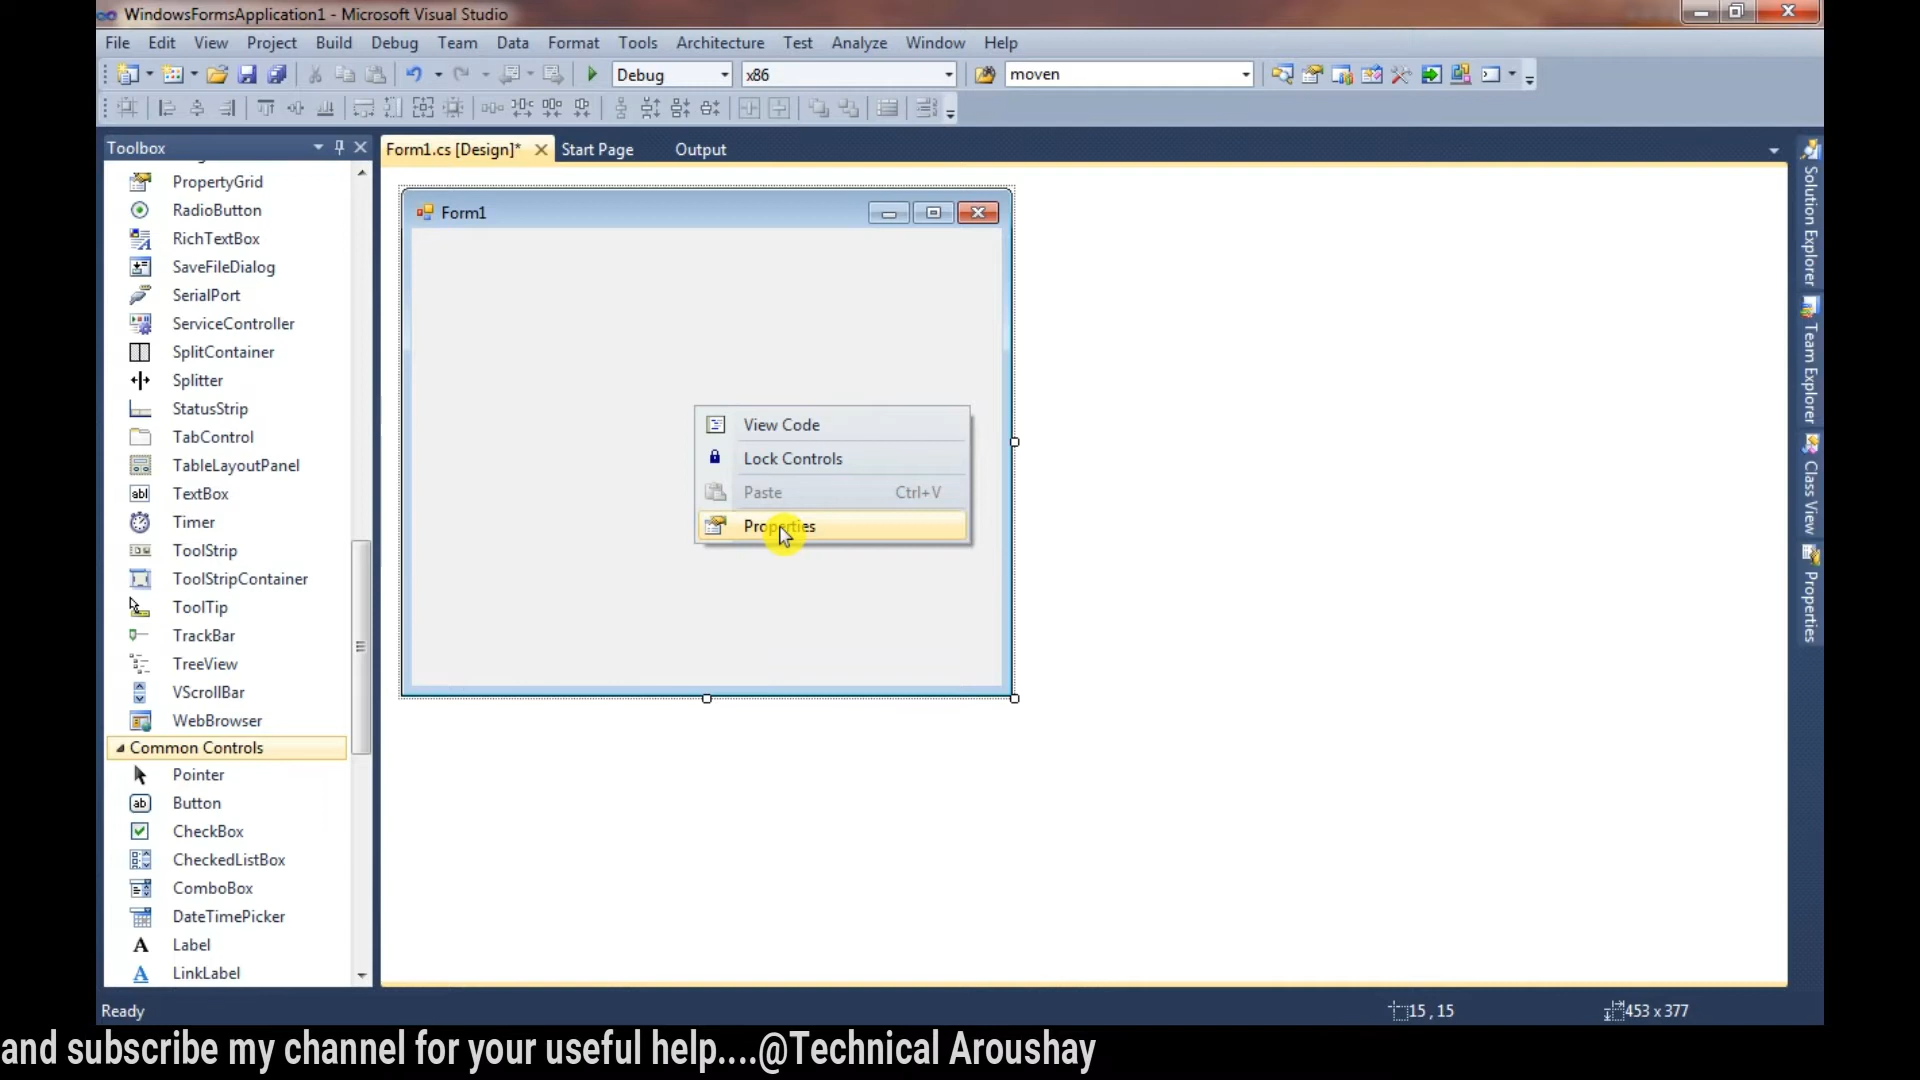 WindowsFormsApplication1 - Microsoft Visual Studio
File Edit View Project Build Debug Team Data Format Tools Architecture Test Analyze Window Help
Debug x86 moven
Toolbox
Form1.cs [Design]* Start Page Output
PropertyGrid
RadioButton
RichTextBox
SaveFileDialog
SerialPort
ServiceController
SplitContainer
Splitter
StatusStrip
TabControl
TableLayoutPanel
TextBox
Timer
ToolStrip
ToolStripContainer
ToolTip
TrackBar
TreeView
VScrollBar
WebBrowser
Common Controls
Pointer
Button
CheckBox
CheckedListBox
ComboBox
DateTimePicker
Label
LinkLabel
Form1
View Code
Lock Controls
Paste Ctrl+V
Properties
Solution Explorer
Team Explorer
Class View
Properties
Ready 15 , 15 453 x 377
and subscribe my channel for your useful help....@Technical Aroushay